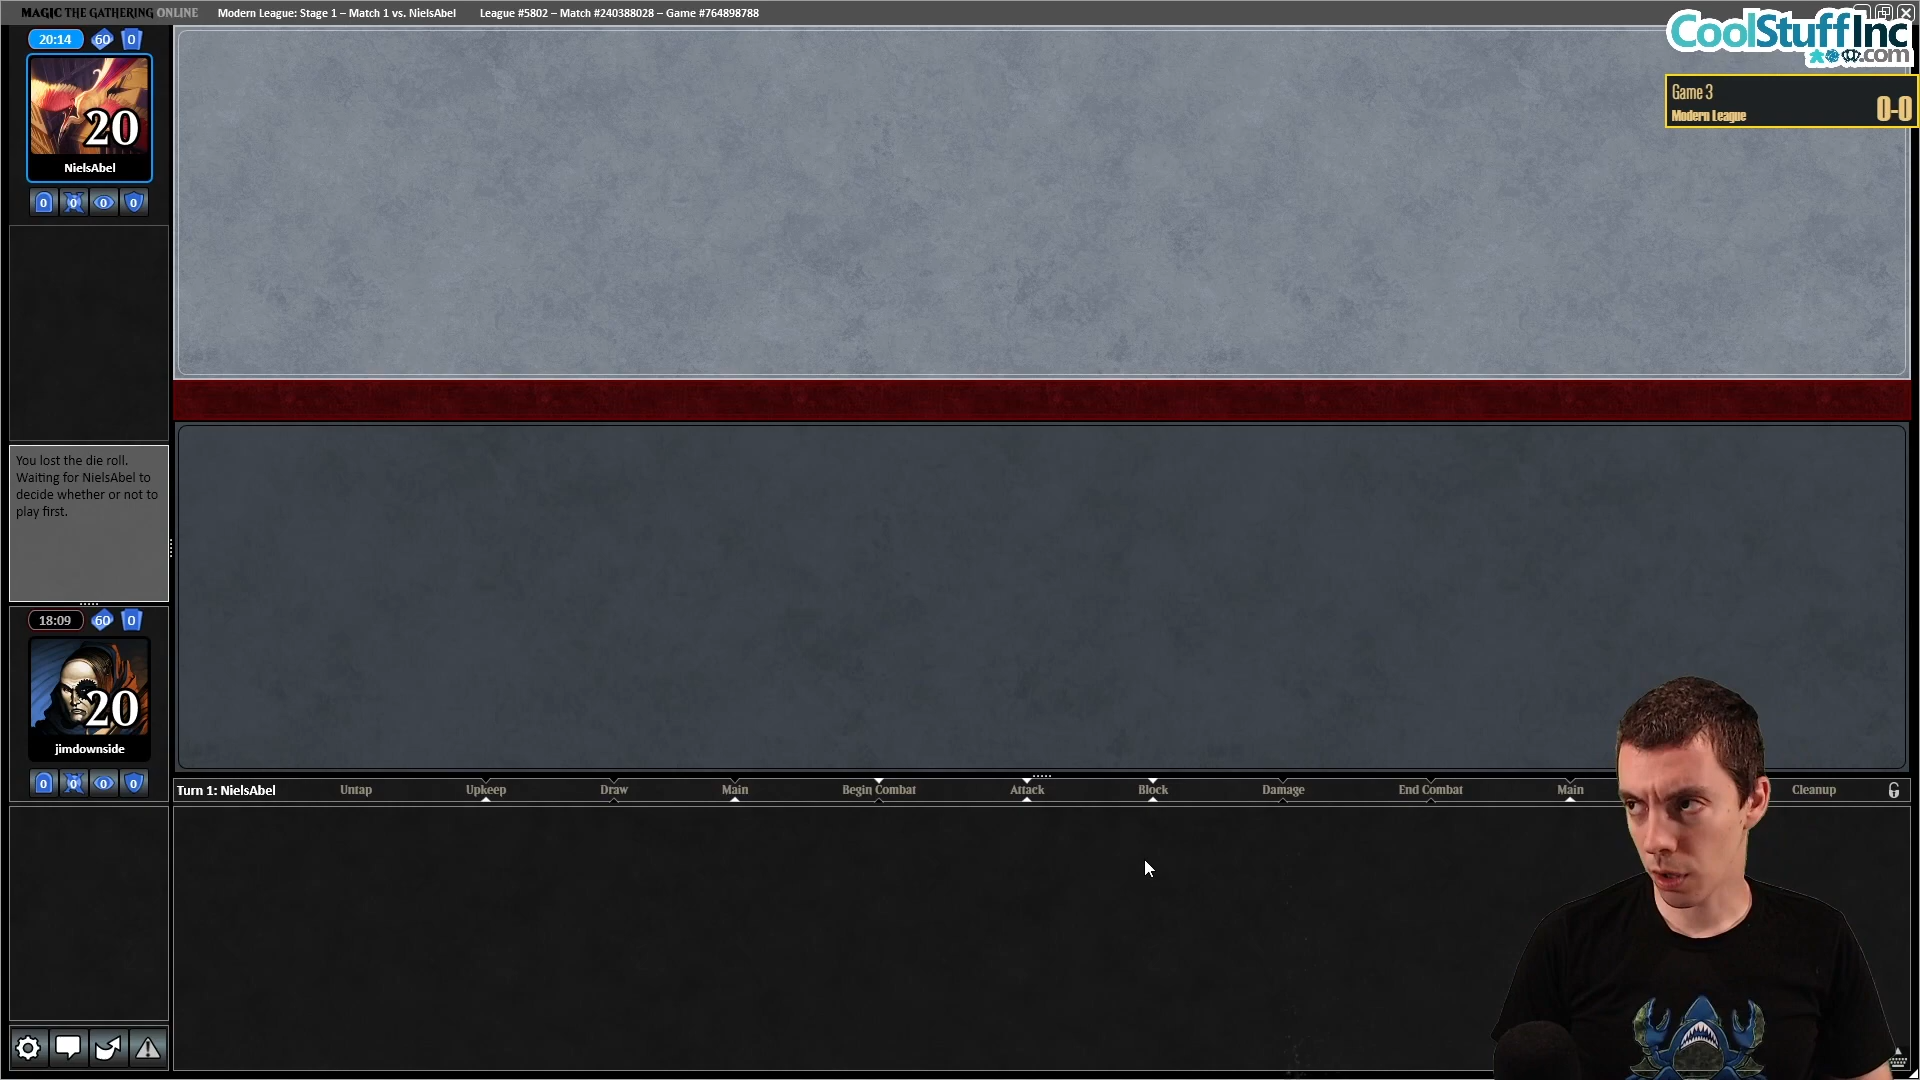 MAGIC THE GATHERING ONLINE
Modern League: Stage 1 – Match 1 vs. NielsAbel
League #5802 – Match #240388028 – Game #764898788
CoolStuffInc
.com
20:14
60
0
20
NielsAbel
0
0
0
0
Game 3
Modern League
0-0
You lost the die roll.
Waiting for NielsAbel to
decide whether or not to
play first.
18:09
60
0
20
jimdownside
0
0
0
0
Turn 1: NielsAbel
Untap
Upkeep
Draw
Main
Begin Combat
Attack
Block
Damage
End Combat
Main
Cleanup